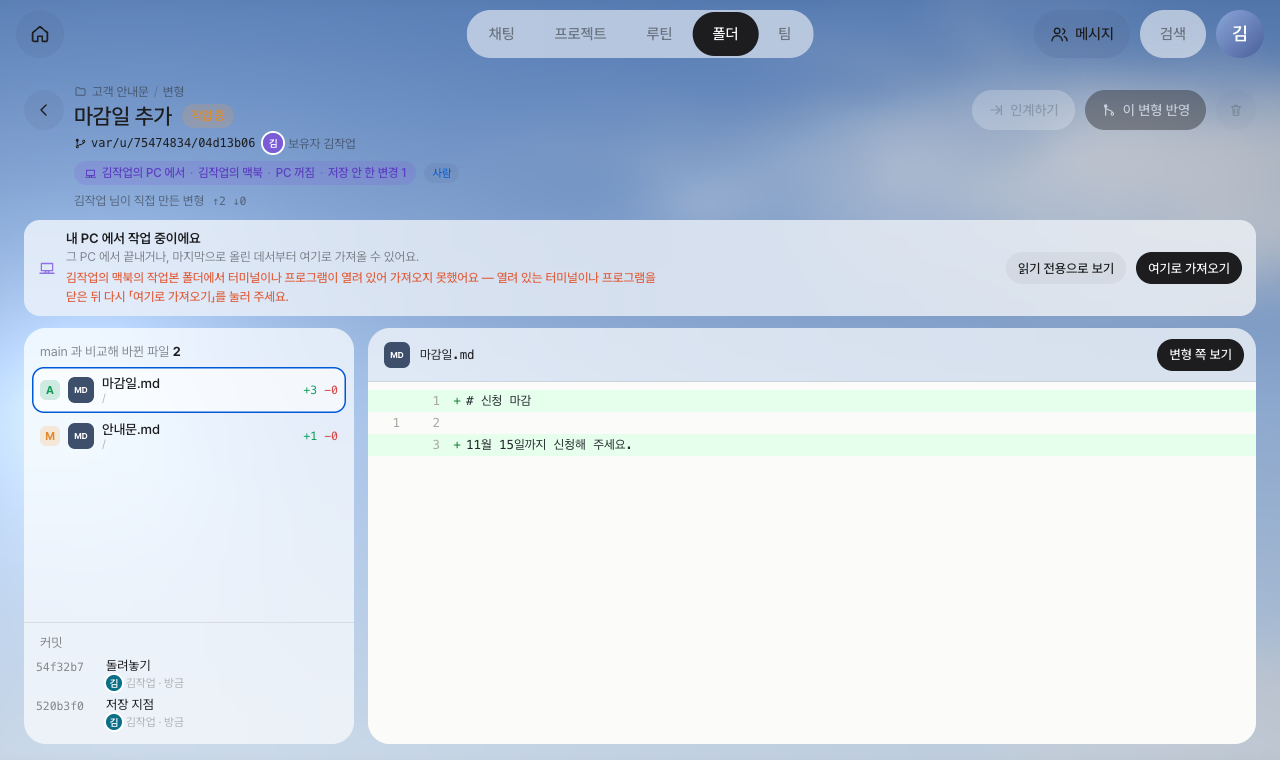 채팅 프로젝트 루틴 폴더 팀 메시지 검색 김
고객 안내문 / 변형
마감일 추가
var/u/75474834/04d13b06 김 보유자 김작업
김작업의 PC 에서 · 김작업의 맥북 · PC 꺼짐 · 저장 안 한 변경 1 사람
김작업 님이 직접 만든 변형 ↑2 ↓0
인계하기 이 변형 반영
내 PC 에서 작업 중이에요
그 PC 에서 끝내거나, 마지막으로 올린 데서부터 여기로 가져올 수 있어요.
김작업의 맥북의 작업본 폴더에서 터미널이나 프로그램이 열려 있어 가져오지 못했어요 — 열려 있는 터미널이나 프로그램을
닫은 뒤 다시 「여기로 가져오기」를 눌러 주세요.
읽기 전용으로 보기 여기로 가져오기
main 과 비교해 바뀐 파일 2
A MD 마감일.md +3 −0
/
M MD 안내문.md +1 −0
/
커밋
54f32b7 돌려놓기
김 김작업 · 방금
520b3f0 저장 지점
김 김작업 · 방금
MD 마감일.md 변형 쪽 보기
1 + # 신청 마감
1 2
3 + 11월 15일까지 신청해 주세요.